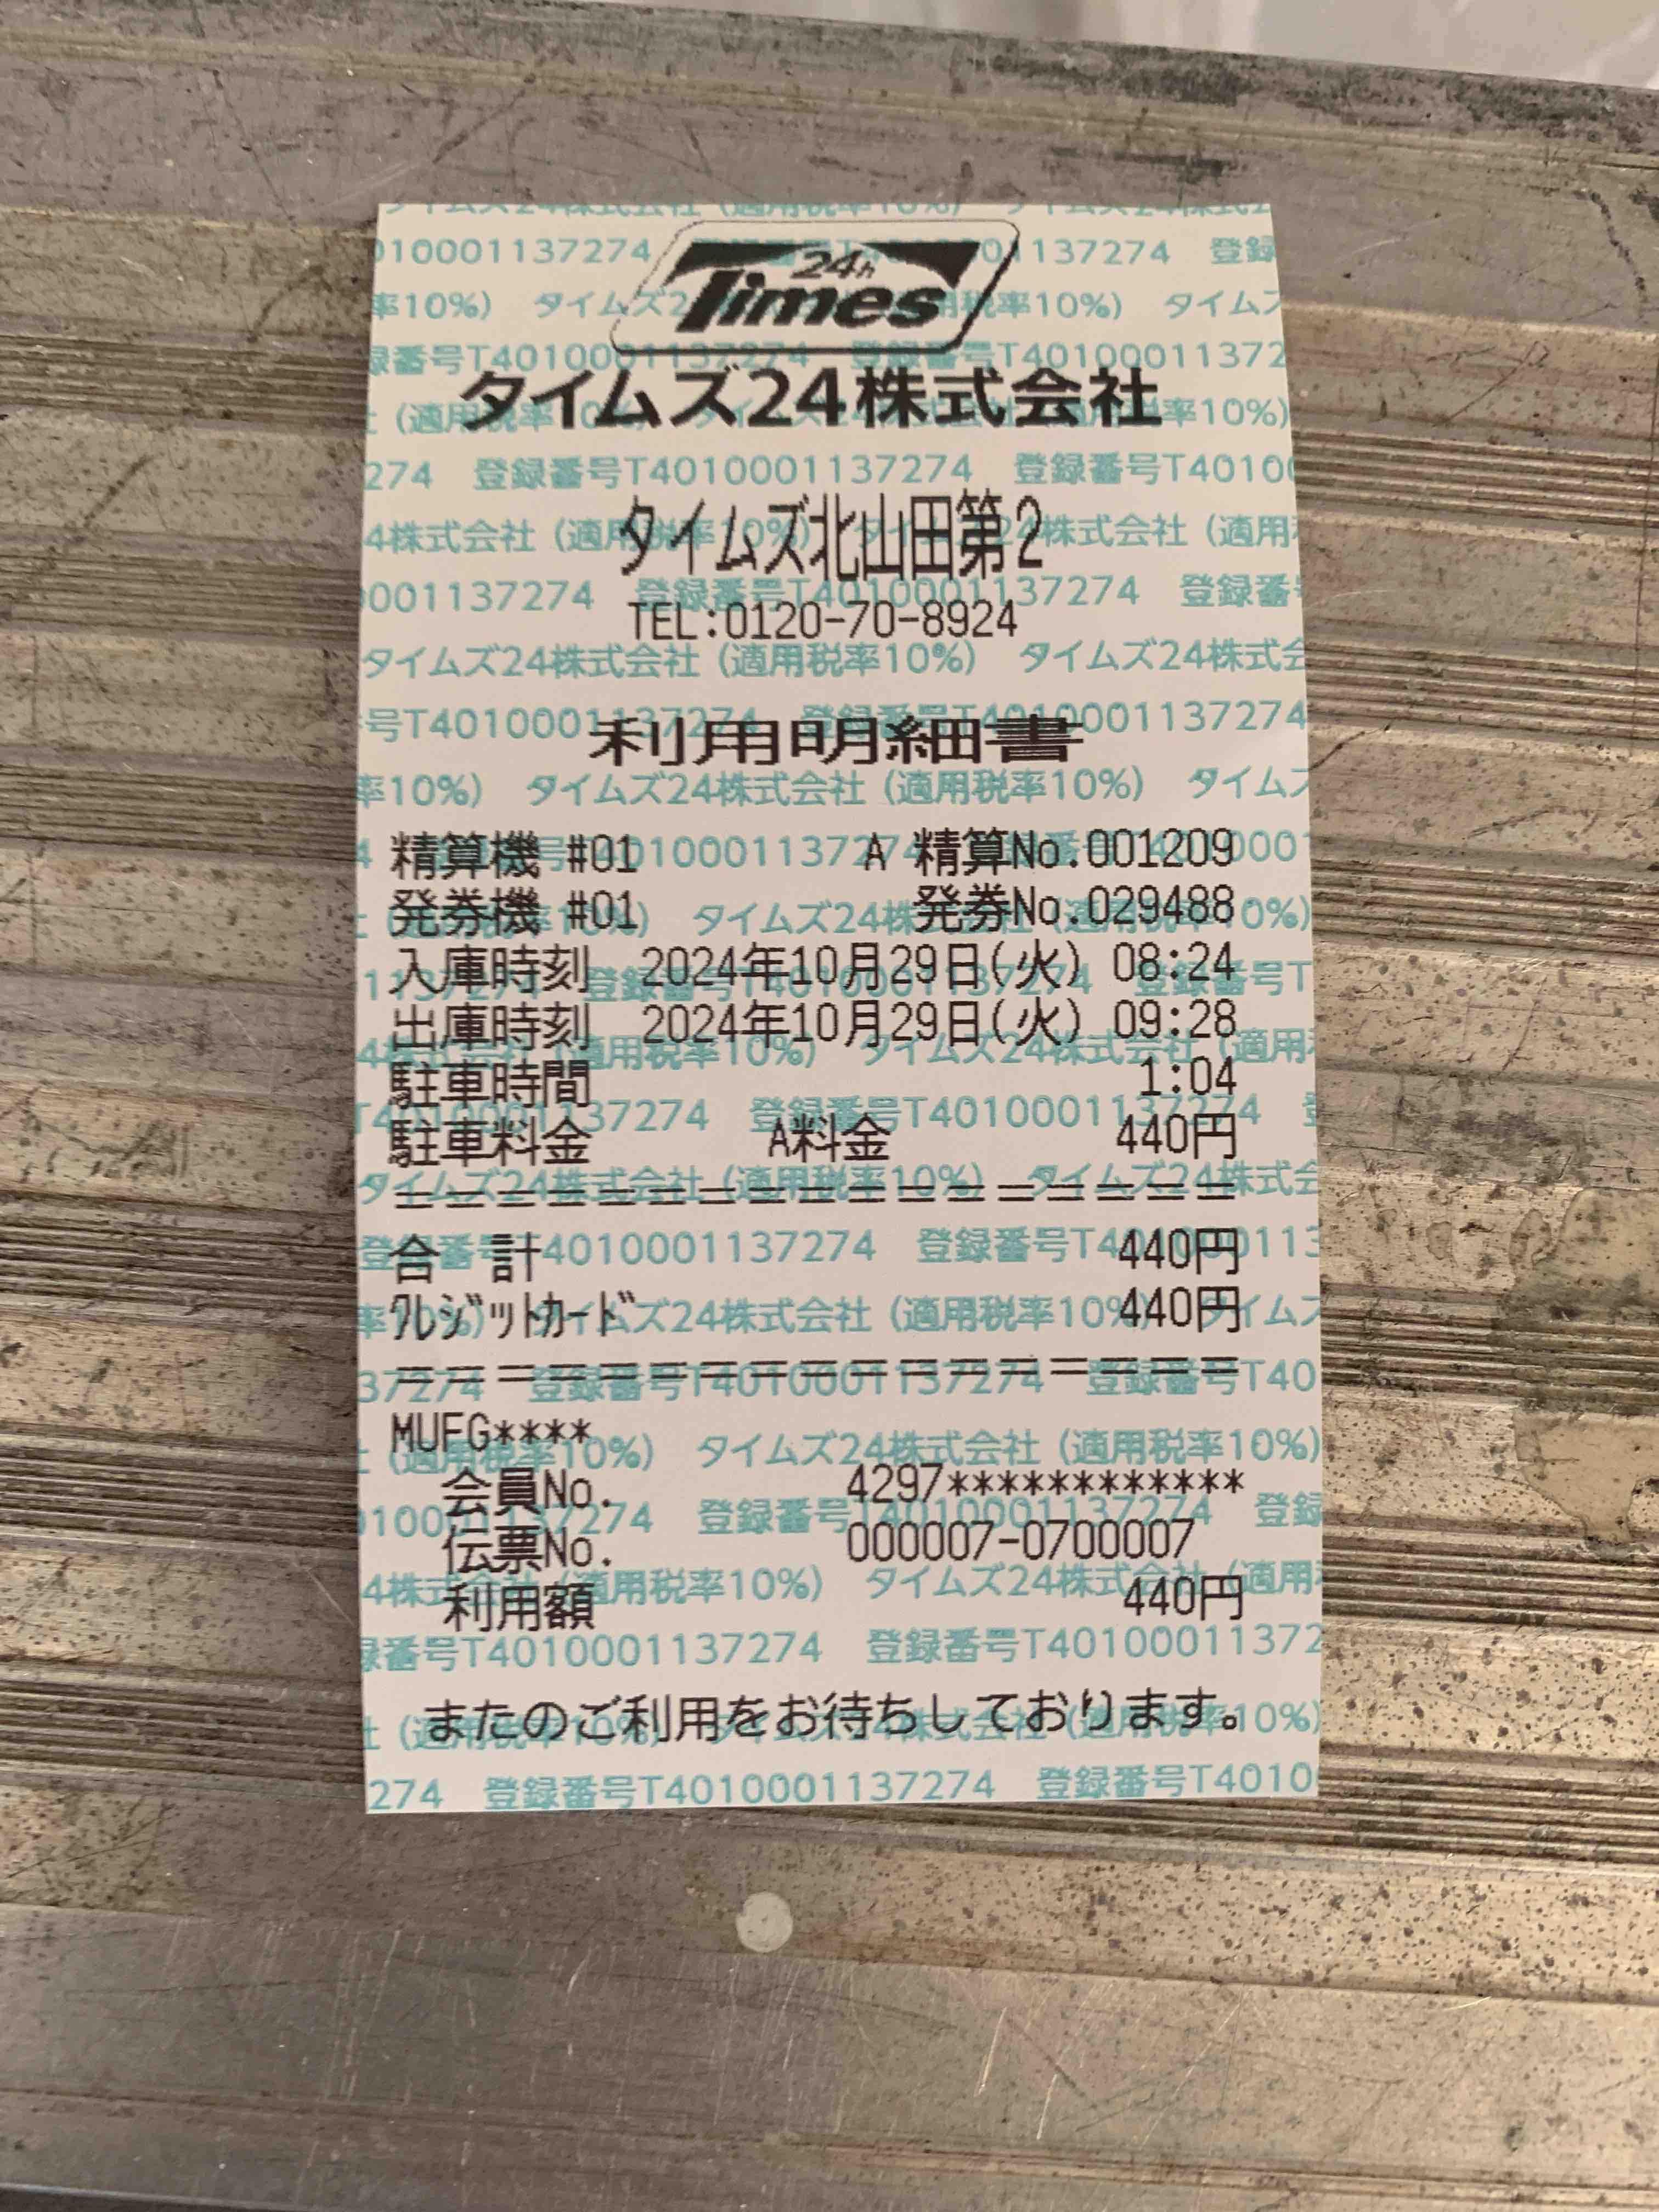 24h
Times
タイムズ24株式会社
タイムズ北山田第2
TEL:0120-70-8924
利用明細書
精算機 #01 A 精算No.001209
発券機 #01 発券No.029488
入庫時刻 2024年10月29日(火) 08:24
出庫時刻 2024年10月29日(火) 09:28
駐車時間 1:04
駐車料金 A料金 440円
合 計 440円
クレジットカード 440円
MUFG****
会員No. 4297************
伝票No. 000007-0700007
利用額 440円
またのご利用をお待ちしております。
タイムズ24株式会社(適用税率10%)
登録番号T4010001137274